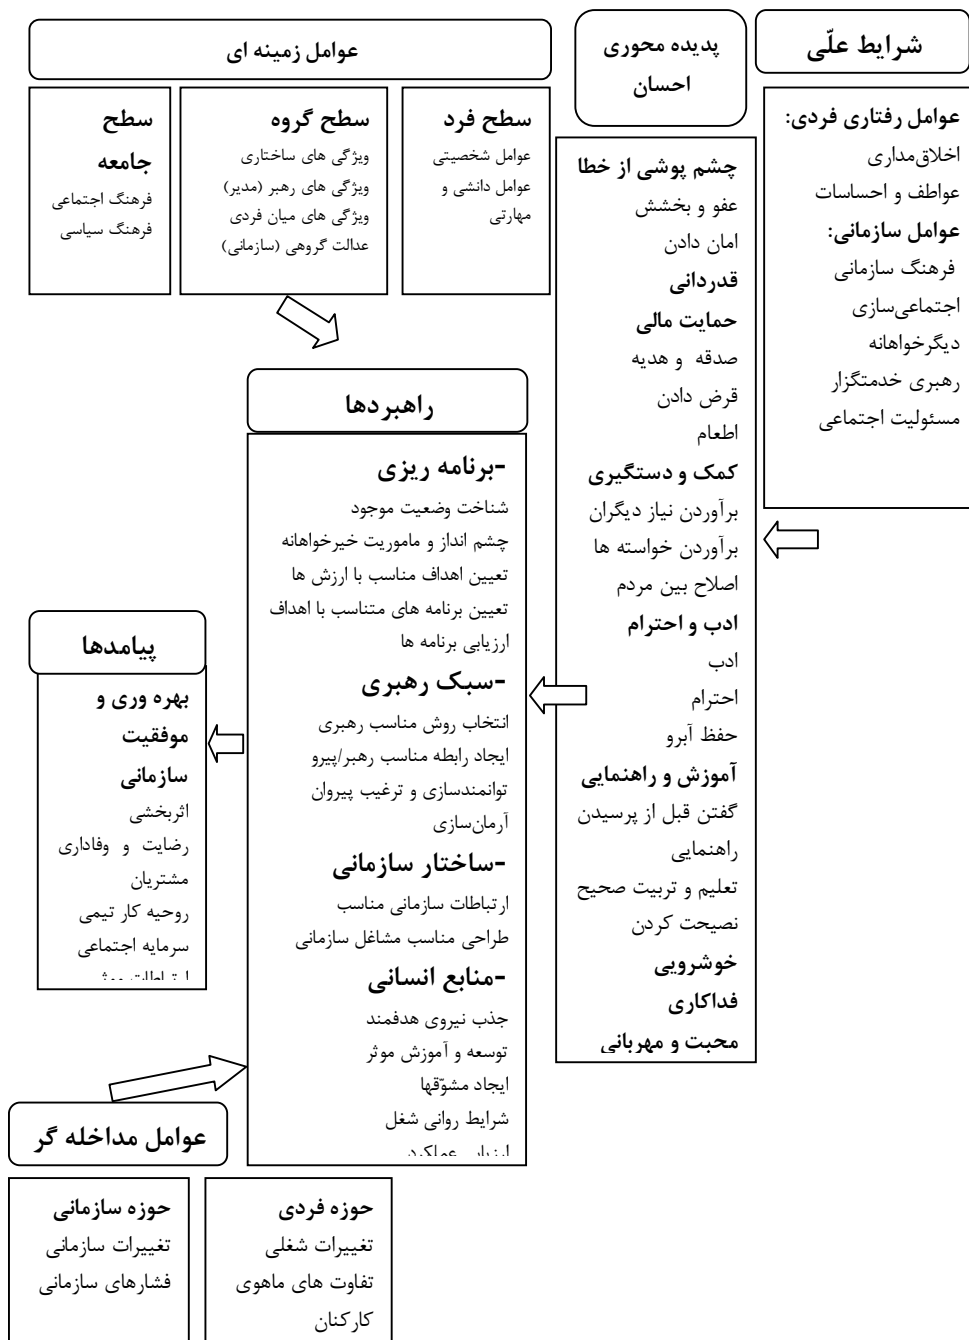 شرایط علّی
عوامل رفتاری فردی:
اخلاق‌مداری
عواطف و احساسات
عوامل سازمانی:
فرهنگ سازمانی
اجتماعی‌سازی
دیگرخواهانه
رهبری خدمتگزار
مسئولیت اجتماعی
پدیده محوری
احسان
چشم پوشی از خطا
عفو و بخشش
امان دادن
قدردانی
حمایت مالی
صدقه و هدیه
قرض دادن
اطعام
کمک و دستگیری
برآوردن نیاز دیگران
برآوردن خواسته ها
اصلاح بین مردم
ادب و احترام
ادب
احترام
حفظ آبرو
آموزش و راهنمایی
گفتن قبل از پرسیدن
راهنمایی
تعلیم و تربیت صحیح
نصیحت کردن
خوشرویی
فداکاری
محبت و مهربانی
عوامل زمینه ای
سطح فرد
عوامل شخصیتی
عوامل دانشی و
مهارتی
سطح گروه
ویژگی های ساختاری
ویژگی های رهبر (مدیر)
ویژگی های میان فردی
عدالت گروهی (سازمانی)
سطح
جامعه
فرهنگ اجتماعی
فرهنگ سیاسی
راهبردها
-برنامه ریزی
شناخت وضعیت موجود
چشم انداز و ماموریت خیرخواهانه
تعیین اهداف مناسب با ارزش ها
تعیین برنامه های متناسب با اهداف
ارزیابی برنامه ها
-سبک رهبری
انتخاب روش مناسب رهبری
ایجاد رابطه مناسب رهبر/پیرو
توانمندسازی و ترغیب پیروان
آرمان‌سازی
-ساختار سازمانی
ارتباطات سازمانی مناسب
طراحی مناسب مشاغل سازمانی
-منابع انسانی
جذب نیروی هدفمند
توسعه و آموزش موثر
ایجاد مشوّقها
شرایط روانی شغل
ارزیابی عملکرد
پیامدها
بهره وری و
موفقیت
سازمانی
اثربخشی
رضایت و وفاداری
مشتریان
روحیه کار تیمی
سرمایه اجتماعی
ارتباطات موثر
عوامل مداخله گر
حوزه فردی
تغییرات شغلی
تفاوت های ماهوی
کارکنان
حوزه سازمانی
تغییرات سازمانی
فشارهای سازمانی